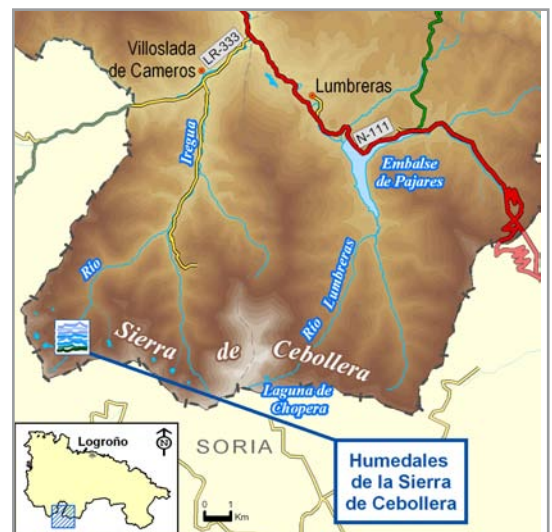 Villoslada
de Cameros
LR-333
Lumbreras
N-111
Iregua
Embalse
de Pajares
Río
Río
Lumbreras
Sierra de Cebollera
Laguna de
Chopera
SORIA
Logroño
N
0 1
Km
Humedales
de la Sierra
de Cebollera